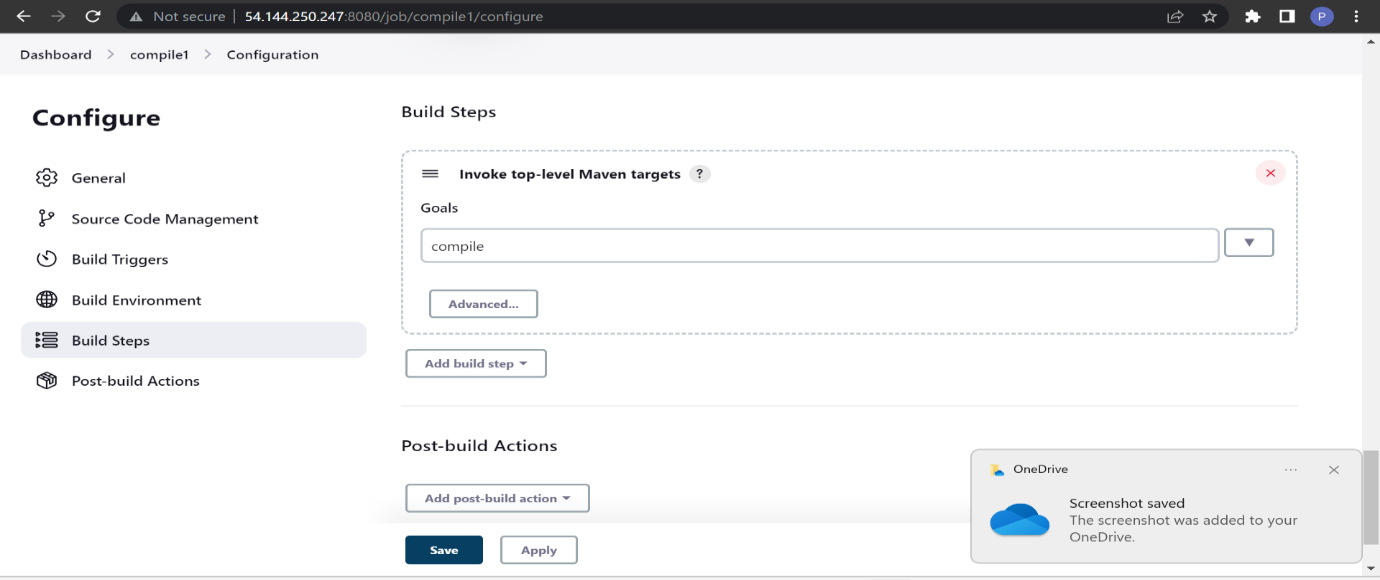 Not secure | 54.144.250.247:8080/job/compile1/configure
P
Dashboard > compile1 > Configuration
Configure
General
Source Code Management
Build Triggers
Build Environment
Build Steps
Post-build Actions
Build Steps
Invoke top-level Maven targets ?
Goals
compile
Advanced...
Add build step
Post-build Actions
Add post-build action
Save
Apply
OneDrive
Screenshot saved
The screenshot was added to your
OneDrive.